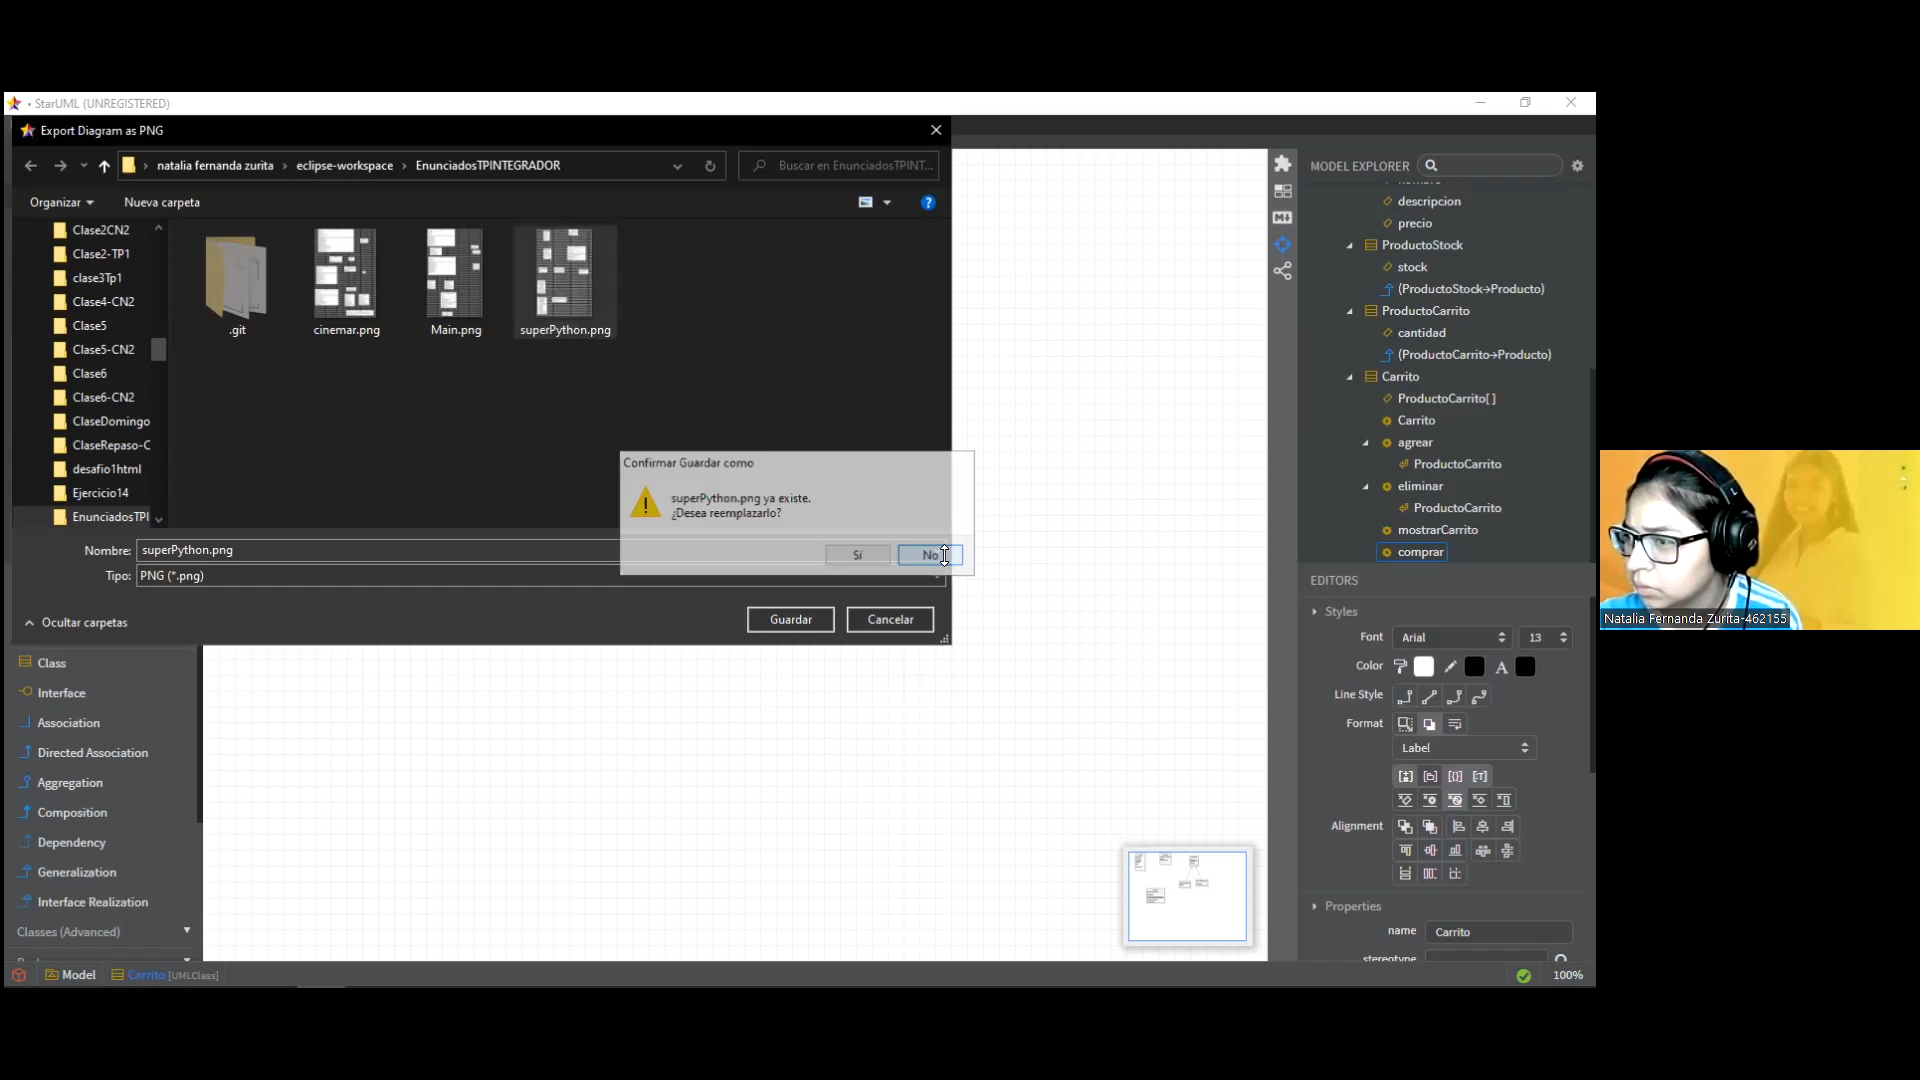 • StarUML (UNREGISTERED)
Export Diagram as PNG
natalia fernanda zurita › eclipse-workspace › EnunciadosTPINTEGRADOR
Buscar en EnunciadosTPINT...
Organizar
Nueva carpeta
Clase2CN2
Clase2-TP1
clase3Tp1
Clase4-CN2
Clase5
Clase5-CN2
Clase6
Clase6-CN2
ClaseDomingo
ClaseRepaso-C
desafio1html
Ejercicio14
EnunciadosTPI
.git
cinemar.png
Main.png
superPython.png
Confirmar Guardar como
superPython.png ya existe.
¿Desea reemplazarlo?
Sí
No
Nombre: superPython.png
Tipo: PNG (*.png)
Ocultar carpetas
Guardar
Cancelar
Class
Interface
Association
Directed Association
Aggregation
Composition
Dependency
Generalization
Interface Realization
Classes (Advanced)
Model
Carrito [UMLClass]
100%
MODEL EXPLORER
descripcion
precio
ProductoStock
stock
(ProductoStock→Producto)
ProductoCarrito
cantidad
(ProductoCarrito→Producto)
Carrito
ProductoCarrito[]
Carrito
agrear
ProductoCarrito
eliminar
ProductoCarrito
mostrarCarrito
comprar
EDITORS
Styles
Font Arial 13
Color
Line Style
Format
Label
Alignment
Properties
name Carrito
stereotype
Natalia Fernanda Zurita-462155